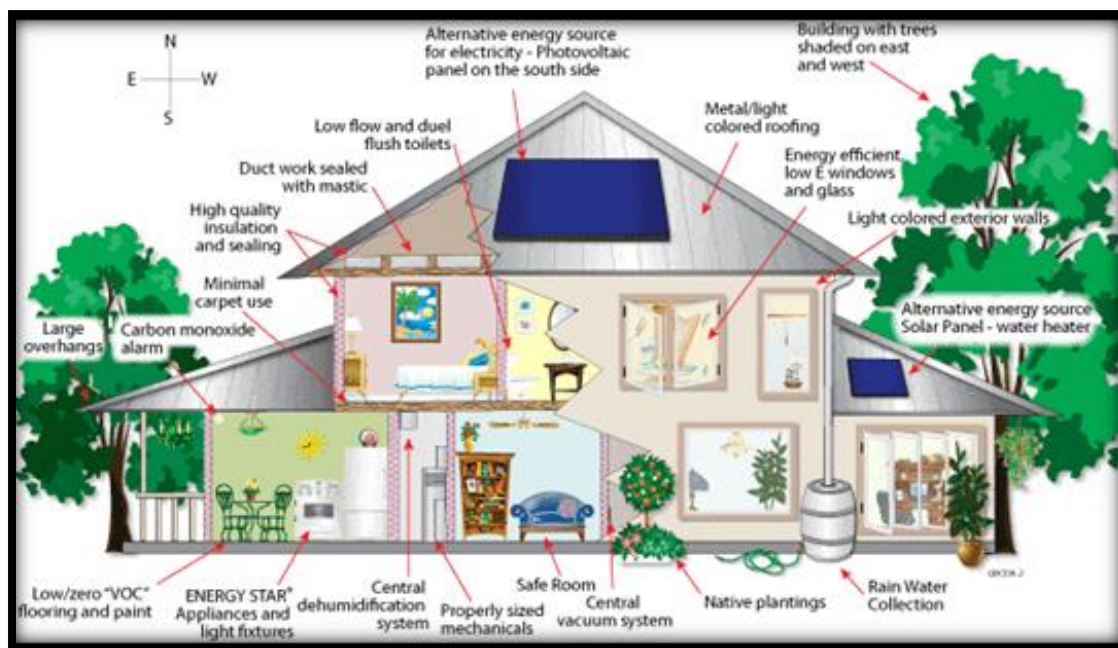 N
E W
S
Alternative energy source
for electricity - Photovoltaic
panel on the south side
Building with trees
shaded on east
and west
Low flow and duel
flush toilets
Metal/light
colored roofing
Duct work sealed
with mastic
Energy efficient
low E windows
and glass
High quality
insulation
and sealing
Light colored exterior walls
Minimal
carpet use
Alternative energy source
Solar Panel - water heater
Large
overhangs
Carbon monoxide
alarm
Low/zero "VOC"
flooring and paint
ENERGY STAR®
Appliances and
light fixtures
Central
dehumidification
system
Properly sized
mechanicals
Safe Room
Central
vacuum system
Native plantings
Rain Water
Collection